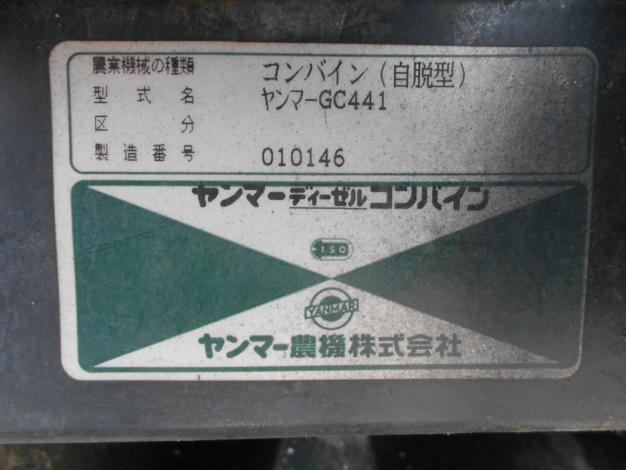 農業機械の種類 コンバイン(自脱型)
型式名 ヤンマーGC441
区分
製造番号 010146
ヤンマーディーゼルコンバイン
ISO
YANMAR
ヤンマー農機株式会社